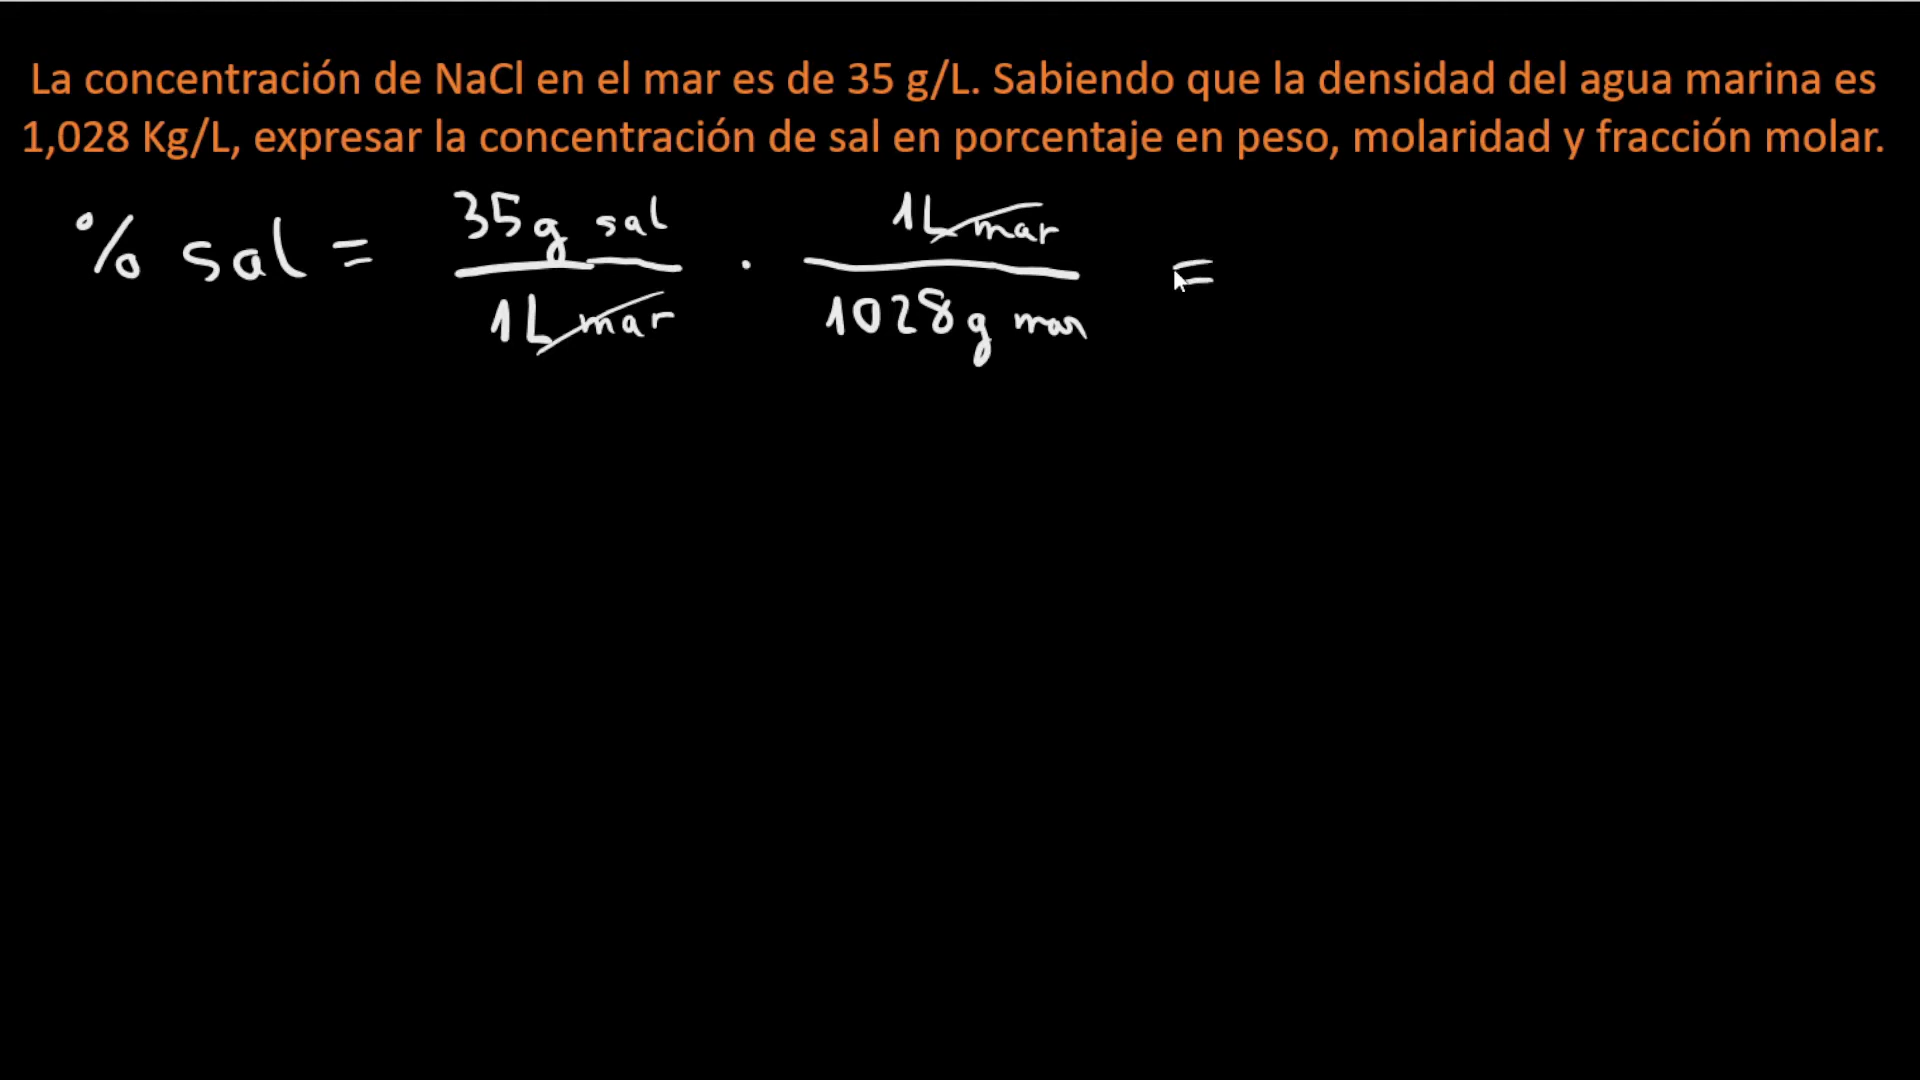 La concentración de NaCl en el mar es de 35 g/L. Sabiendo que la densidad del agua marina es
1,028 Kg/L, expresar la concentración de sal en porcentaje en peso, molaridad y fracción molar.
% sal = 35g sal / 1L mar · 1L mar / 1028g mar =